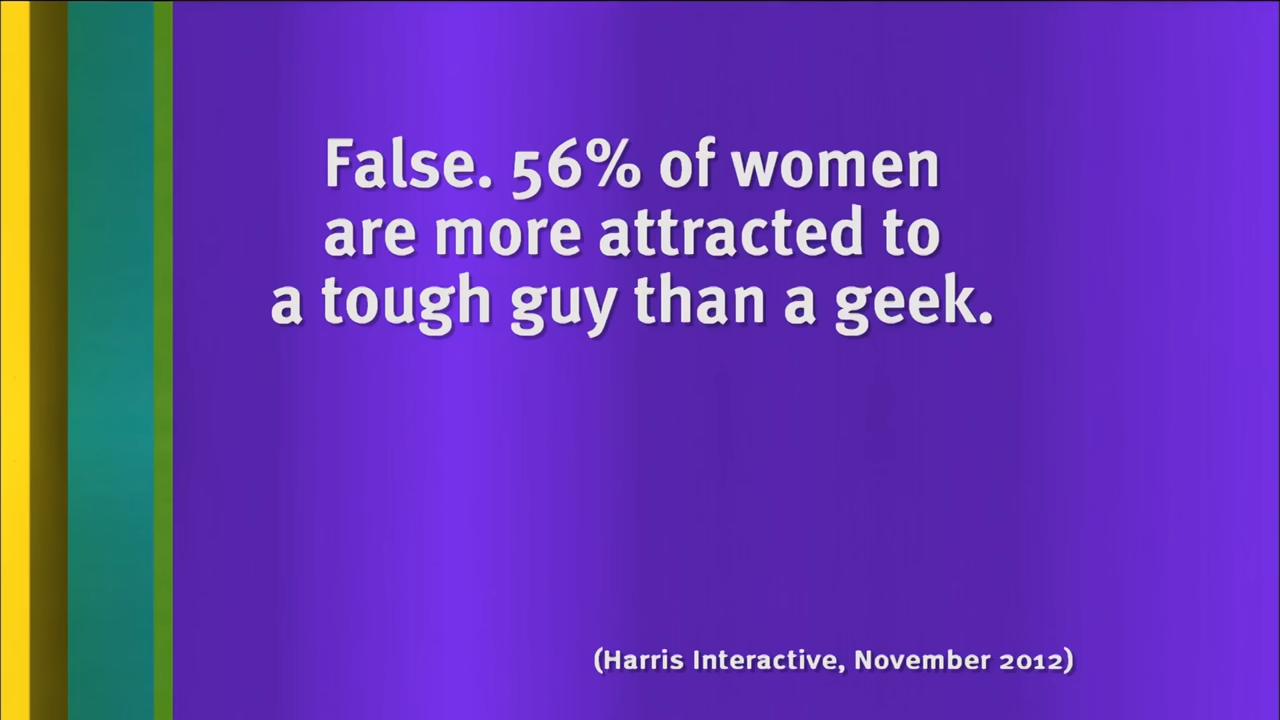 False. 56% of women
are more attracted to
a tough guy than a geek.
(Harris Interactive, November 2012)